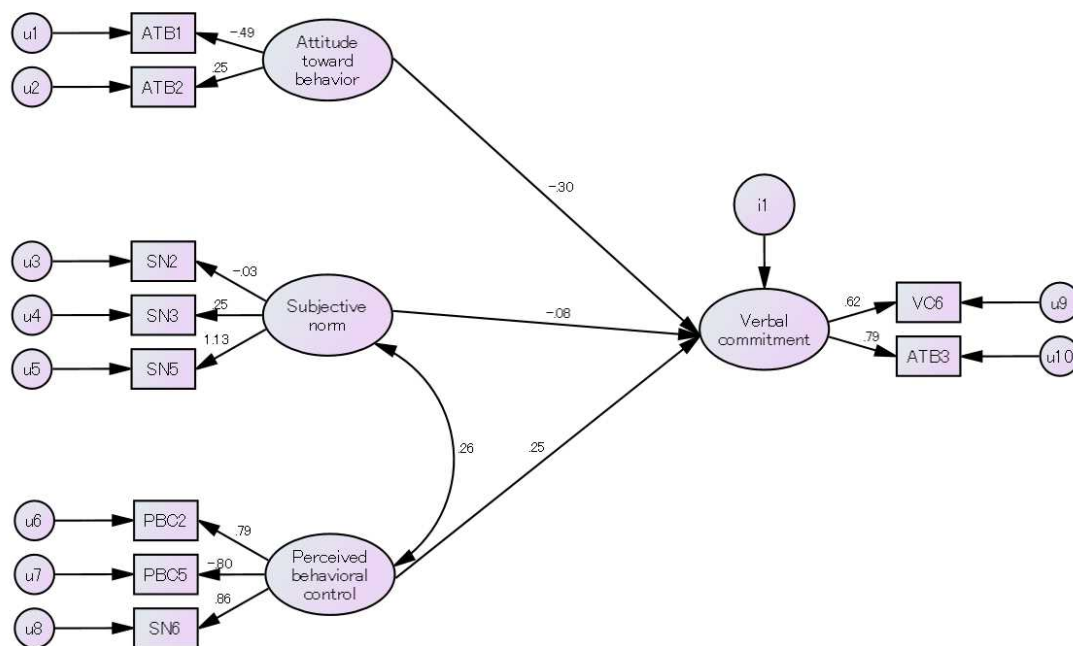 u1
ATB1
-.49
Attitude
toward
behavior
u2
ATB2
.25
-.30
i1
u3
SN2
-.03
u4
SN3
.25
Subjective
norm
u5
SN5
1.13
-.08
Verbal
commitment
.62
VC6
u9
.79
ATB3
u10
.26
.25
u6
PBC2
.79
u7
PBC5
-.80
Perceived
behavioral
control
u8
SN6
.86